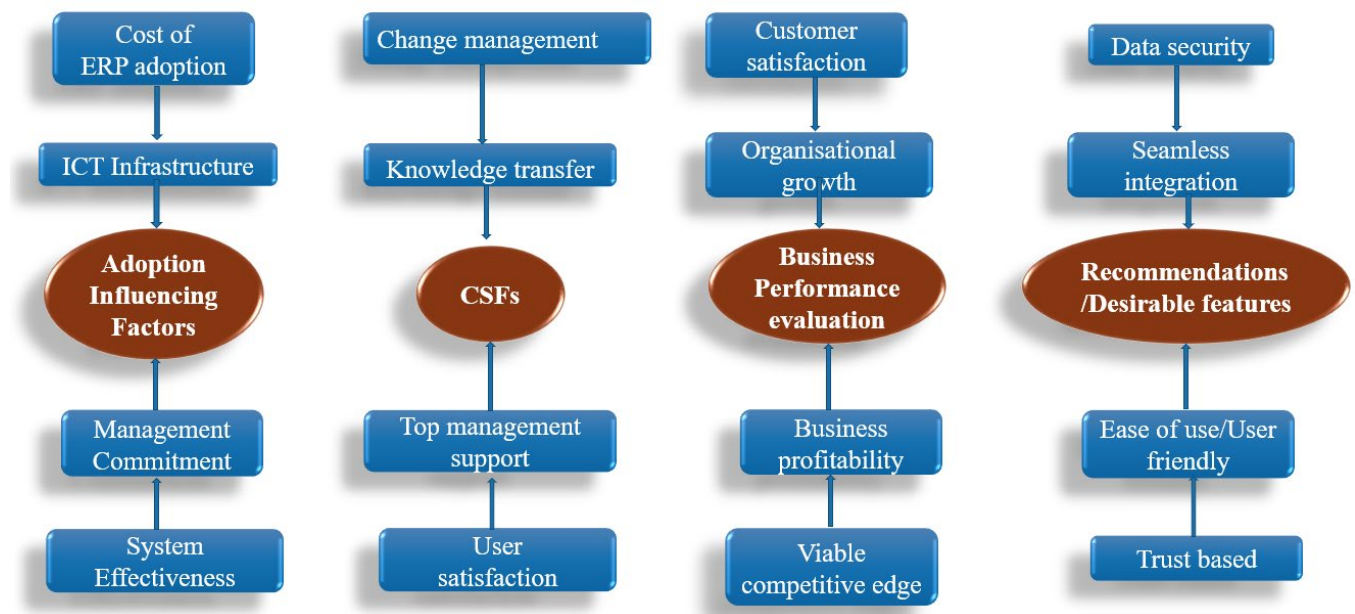 Cost of
ERP adoption
ICT Infrastructure
Adoption
Influencing
Factors
Management
Commitment
System
Effectiveness
Change management
Knowledge transfer
CSFs
Top management
support
User
satisfaction
Customer
satisfaction
Organisational
growth
Business
Performance
evaluation
Business
profitability
Viable
competitive edge
Data security
Seamless
integration
Recommendations
/Desirable features
Ease of use/User
friendly
Trust based